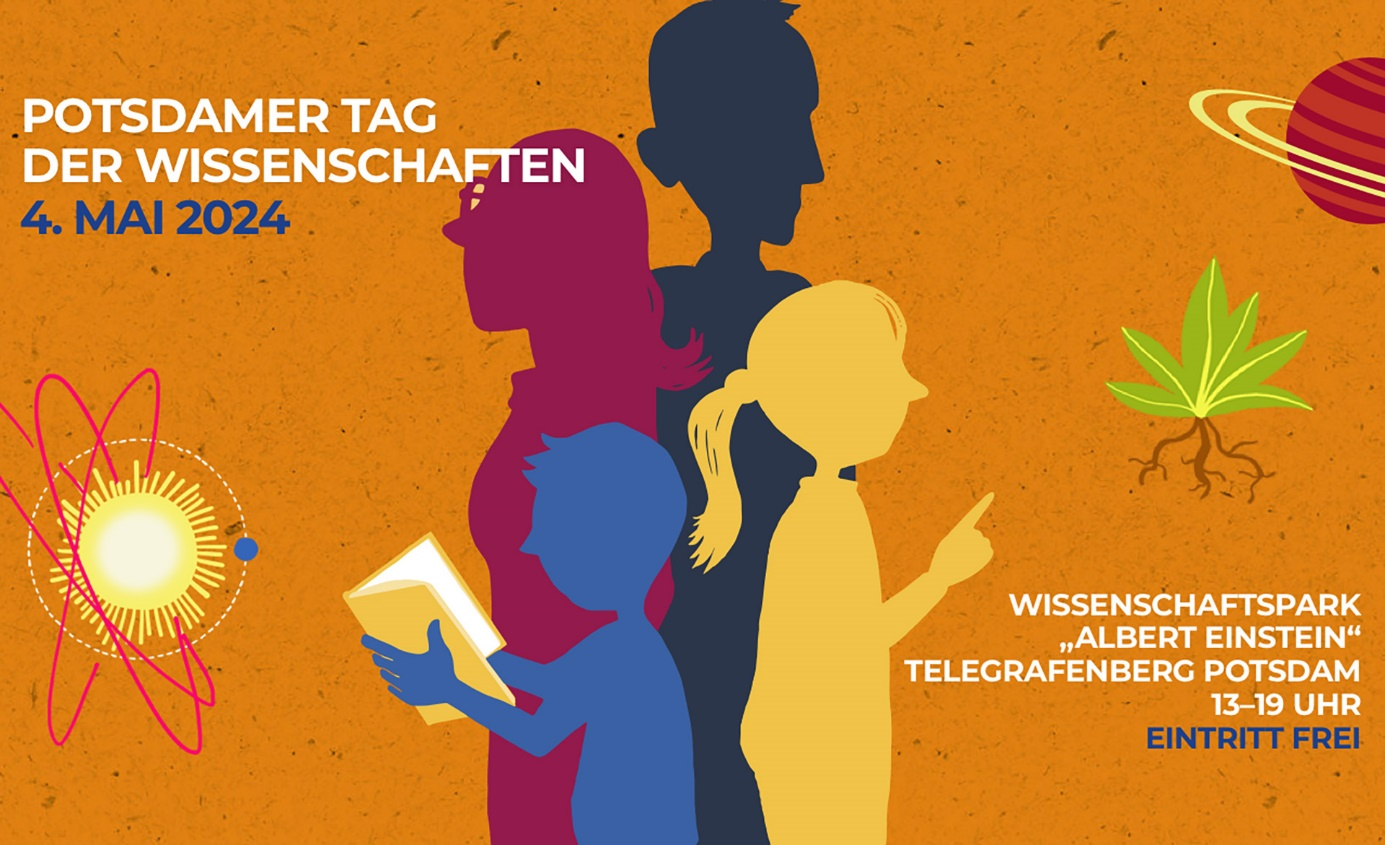 POTSDAMER TAG
DER WISSENSCHAFTEN
4. MAI 2024
WISSENSCHAFTSPARK
„ALBERT EINSTEIN“
TELEGRAFENBERG POTSDAM
13–19 UHR
EINTRITT FREI